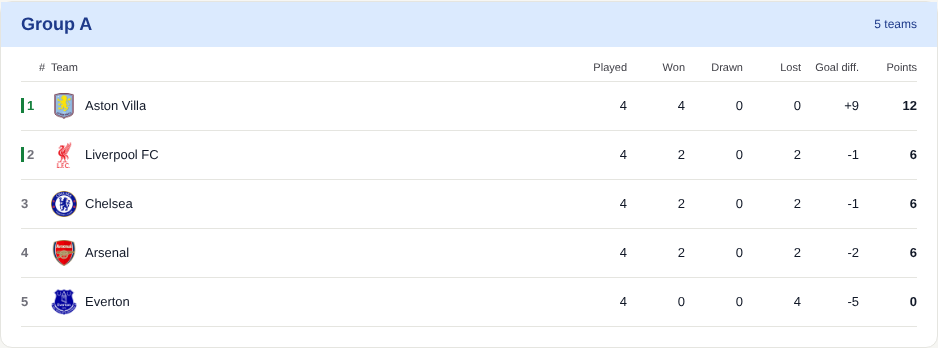 Group A 5 teams
# Team Played Won Drawn Lost Goal diff. Points
1 Aston Villa 4 4 0 0 +9 12
L.F.C.
2 Liverpool FC 4 2 0 2 -1 6
3 Chelsea 4 2 0 2 -1 6
Arsenal
4 Arsenal 4 2 0 2 -2 6
Everton
5 Everton 4 0 0 4 -5 0